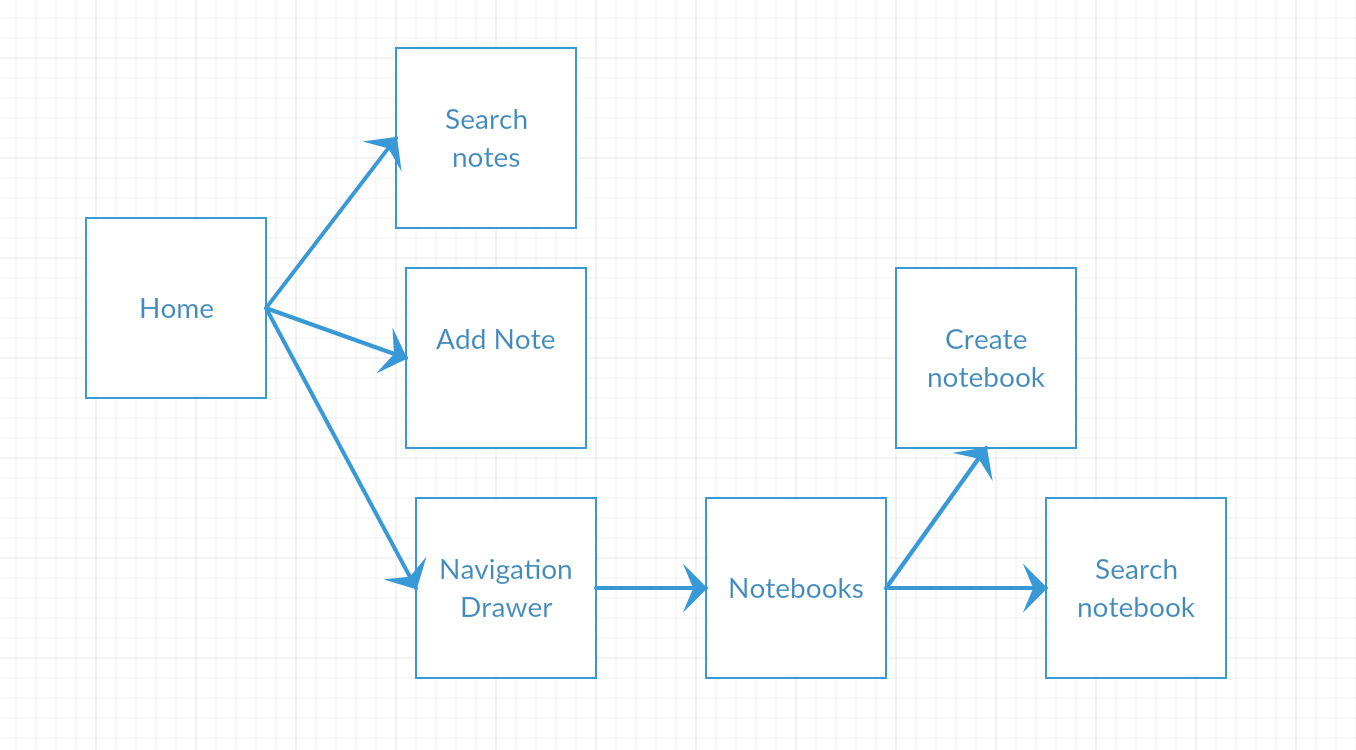 Search
notes
Home
Add Note
Create
notebook
Navigation
Drawer
Notebooks
Search
notebook